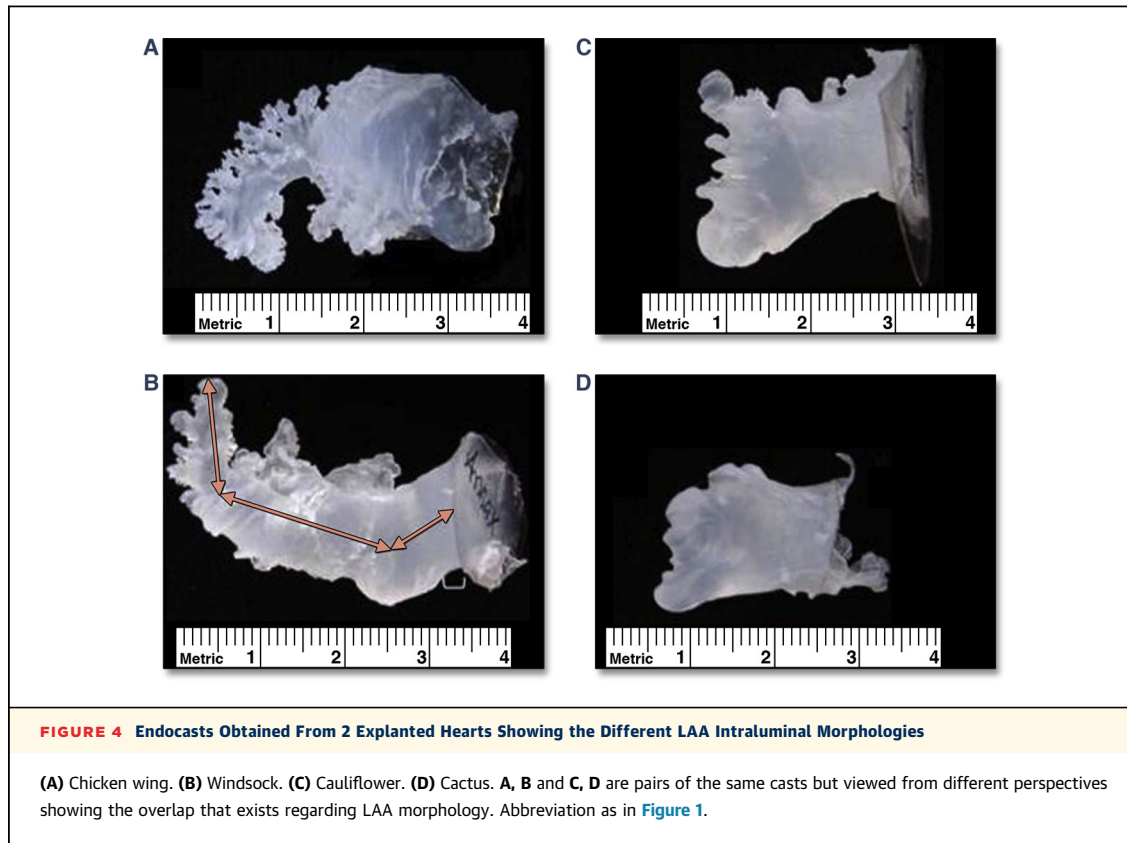 A
Metric 1 2 3 4
C
Metric 1 2 3 4
B
Metric 1 2 3 4
D
Metric 1 2 3 4
FIGURE 4 Endocasts Obtained From 2 Explanted Hearts Showing the Different LAA Intraluminal Morphologies
(A) Chicken wing. (B) Windsock. (C) Cauliflower. (D) Cactus. A, B and C, D are pairs of the same casts but viewed from different perspectives
showing the overlap that exists regarding LAA morphology. Abbreviation as in Figure 1.